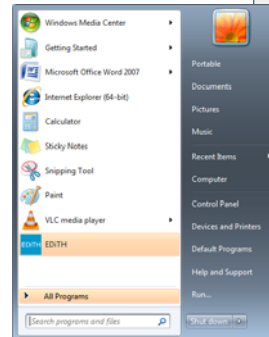 Windows Media Center
Getting Started
Microsoft Office Word 2007
Internet Explorer (64-bit)
Calculator
Sticky Notes
Snipping Tool
Paint
VLC media player
EDiTH EDiTH
All Programs
Search programs and files
Portable
Documents
Pictures
Music
Recent Items
Computer
Control Panel
Devices and Printers
Default Programs
Help and Support
Run...
Shut down